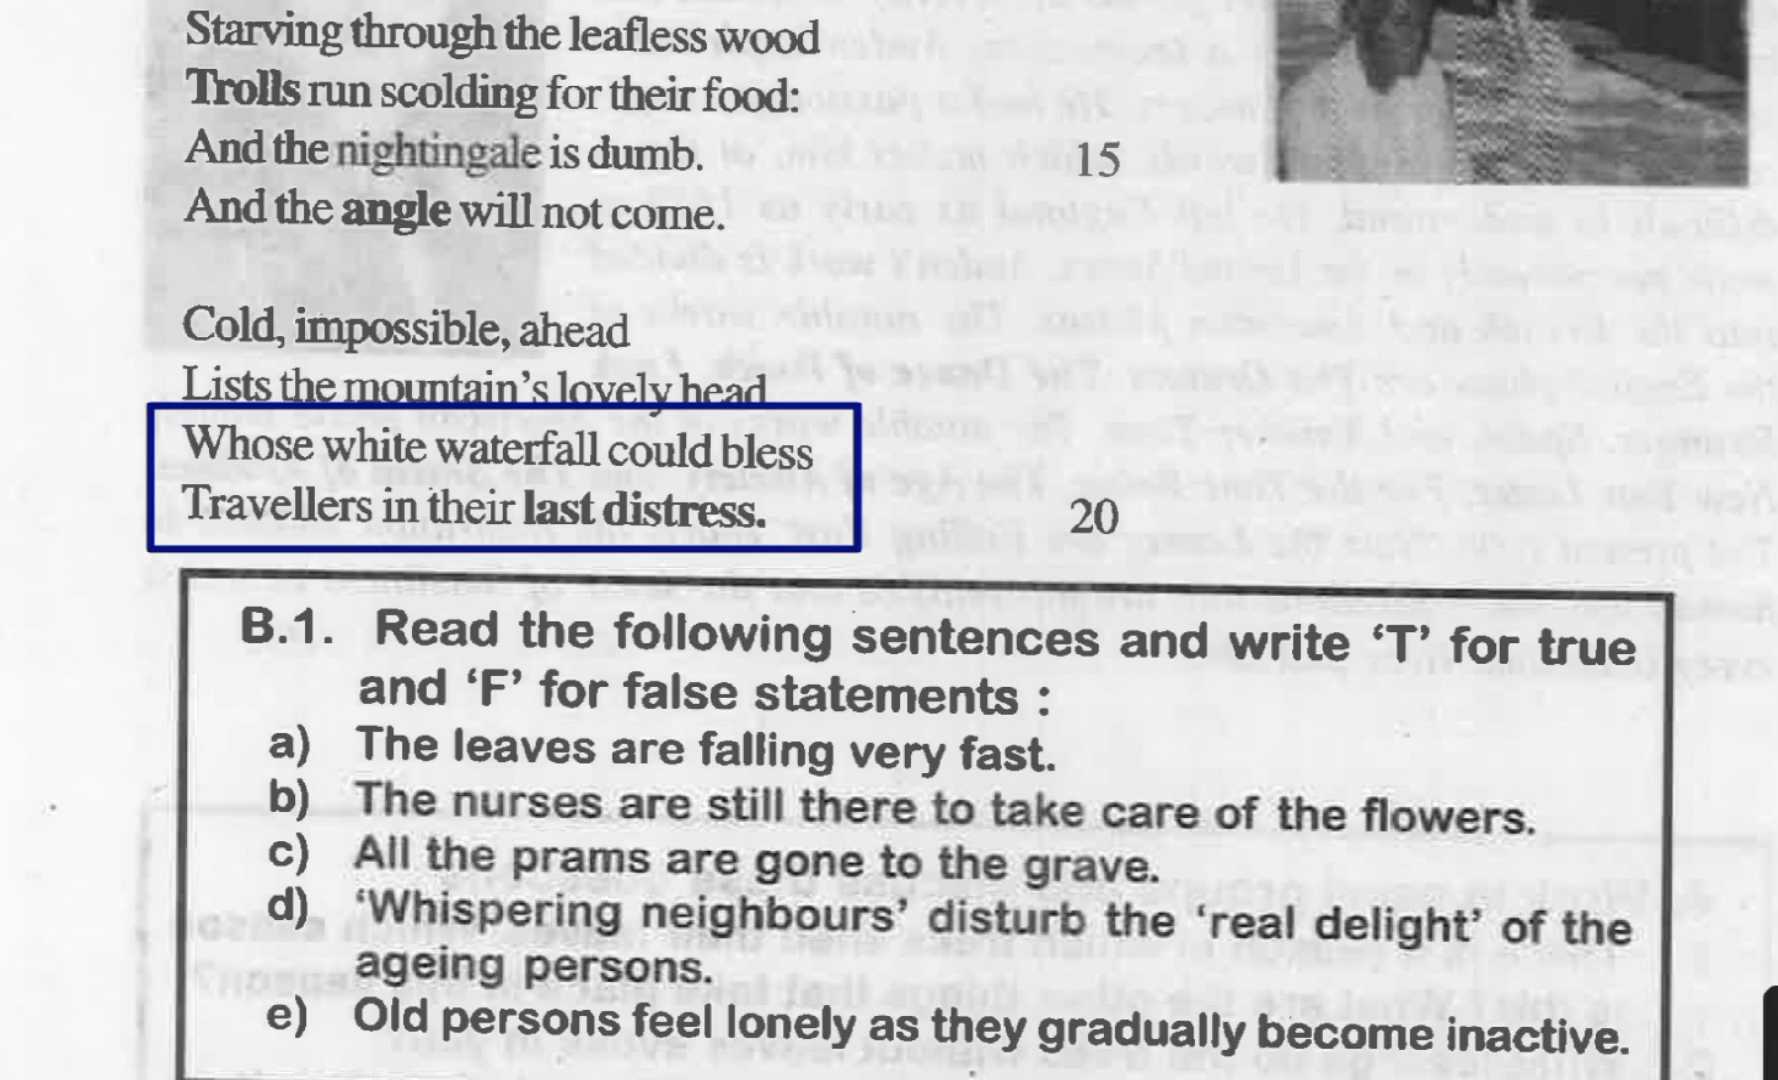 Starving through the leafless wood
Trolls run scolding for their food:
And the nightingale is dumb.
15
And the angle will not come.
Cold, impossible, ahead
Lists the mountain's lovely head
Whose white waterfall could bless
Travellers in their last distress.
20
B.1. Read the following sentences and write 'T' for true
and 'F' for false statements :
a) The leaves are falling very fast.
b) The nurses are still there to take care of the flowers.
c) All the prams are gone to the grave.
d) 'Whispering neighbours' disturb the 'real delight' of the
ageing persons.
e) Old persons feel lonely as they gradually become inactive.